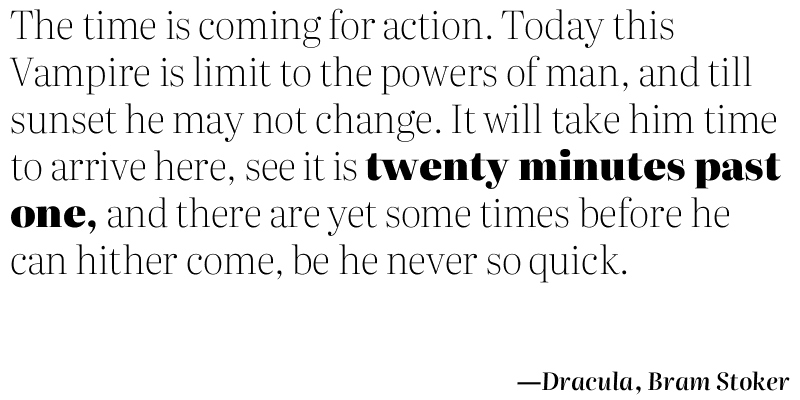 The time is coming for action. Today this
Vampire is limit to the powers of man, and till
sunset he may not change. It will take him time
to arrive here, see it is twenty minutes past
one, and there are yet some times before he
can hither come, be he never so quick.
—Dracula, Bram Stoker